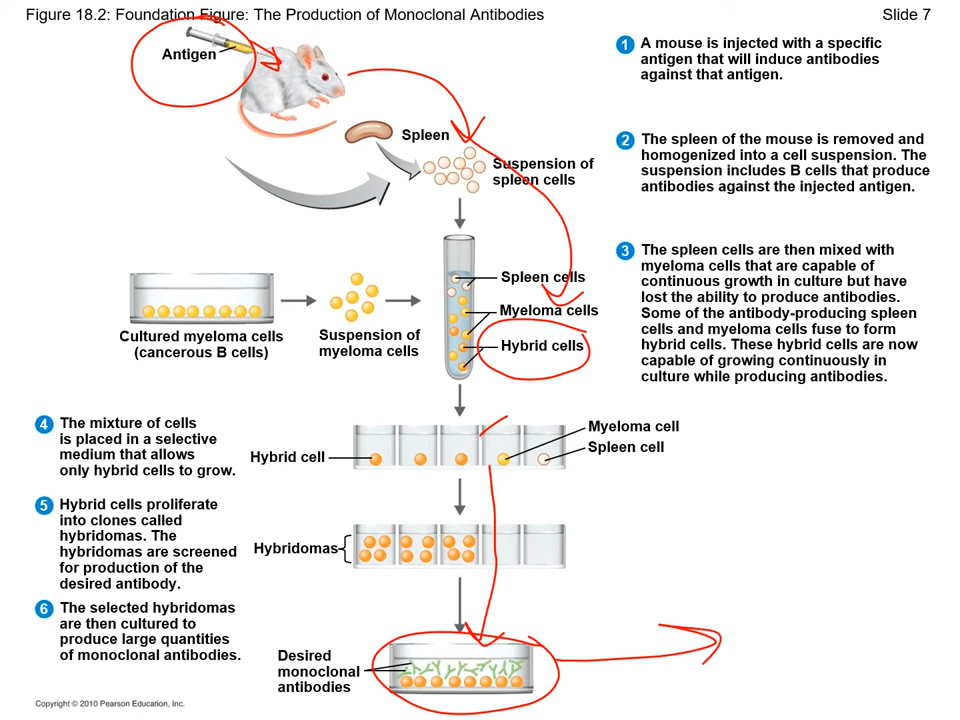 Figure 18.2: Foundation Figure: The Production of Monoclonal Antibodies
Slide 7
Antigen
1 A mouse is injected with a specific
antigen that will induce antibodies
against that antigen.
Spleen
Suspension of
spleen cells
2 The spleen of the mouse is removed and
homogenized into a cell suspension. The
suspension includes B cells that produce
antibodies against the injected antigen.
Spleen cells
Myeloma cells
Hybrid cells
Cultured myeloma cells
(cancerous B cells)
Suspension of
myeloma cells
3 The spleen cells are then mixed with
myeloma cells that are capable of
continuous growth in culture but have
lost the ability to produce antibodies.
Some of the antibody-producing spleen
cells and myeloma cells fuse to form
hybrid cells. These hybrid cells are now
capable of growing continuously in
culture while producing antibodies.
4 The mixture of cells
is placed in a selective
medium that allows
only hybrid cells to grow.
Hybrid cell
Myeloma cell
Spleen cell
5 Hybrid cells proliferate
into clones called
hybridomas. The
hybridomas are screened
for production of the
desired antibody.
Hybridomas
6 The selected hybridomas
are then cultured to
produce large quantities
of monoclonal antibodies.
Desired
monoclonal
antibodies
Copyright © 2010 Pearson Education, Inc.